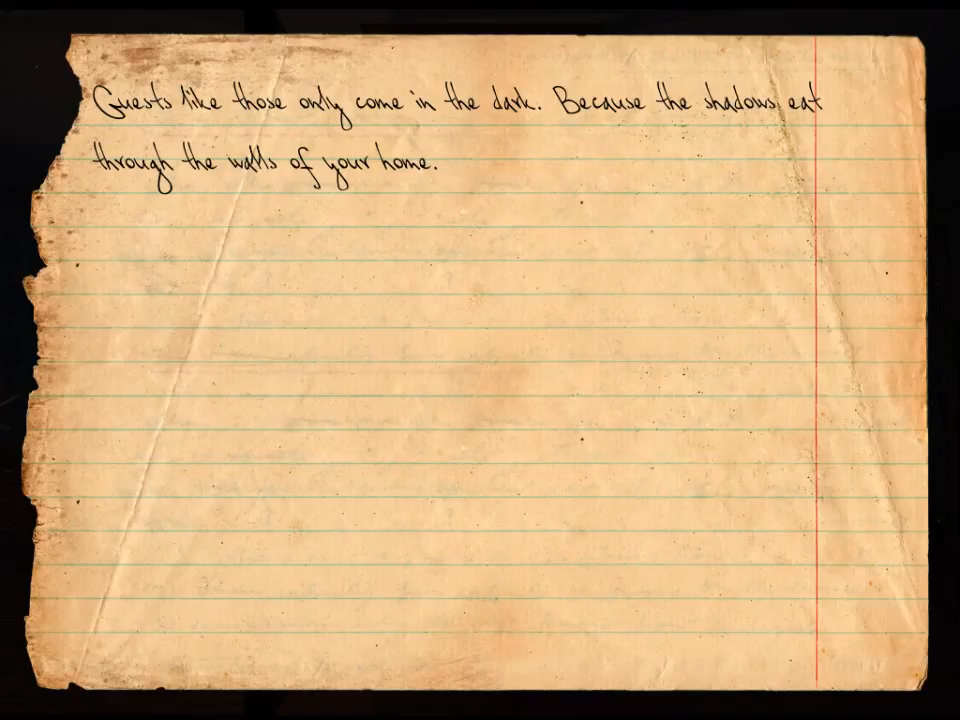 Guests like those only come in the dark. Because the shadows eat
through the walls of your home.